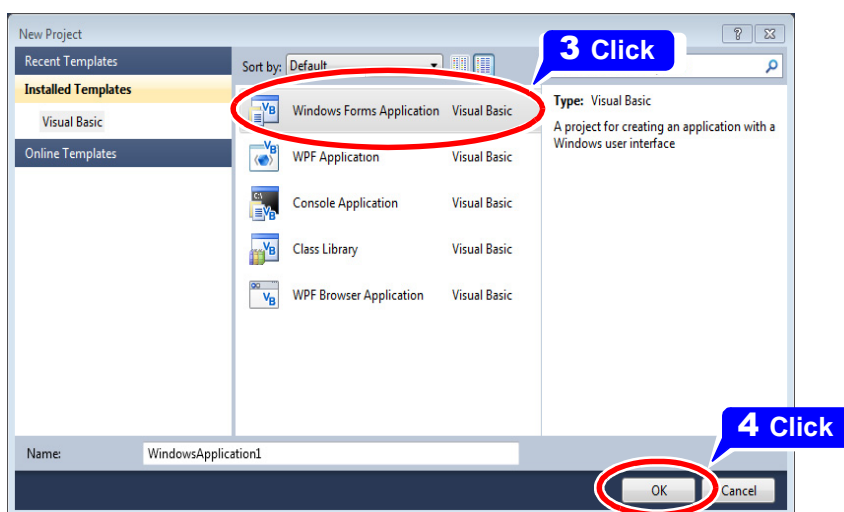 New Project
Recent Templates
Installed Templates
Visual Basic
Online Templates
Sort by: Default
3 Click
Windows Forms Application Visual Basic
WPF Application Visual Basic
Console Application Visual Basic
Class Library Visual Basic
WPF Browser Application Visual Basic
Type: Visual Basic
A project for creating an application with a
Windows user interface
4 Click
Name: WindowsApplication1
OK Cancel